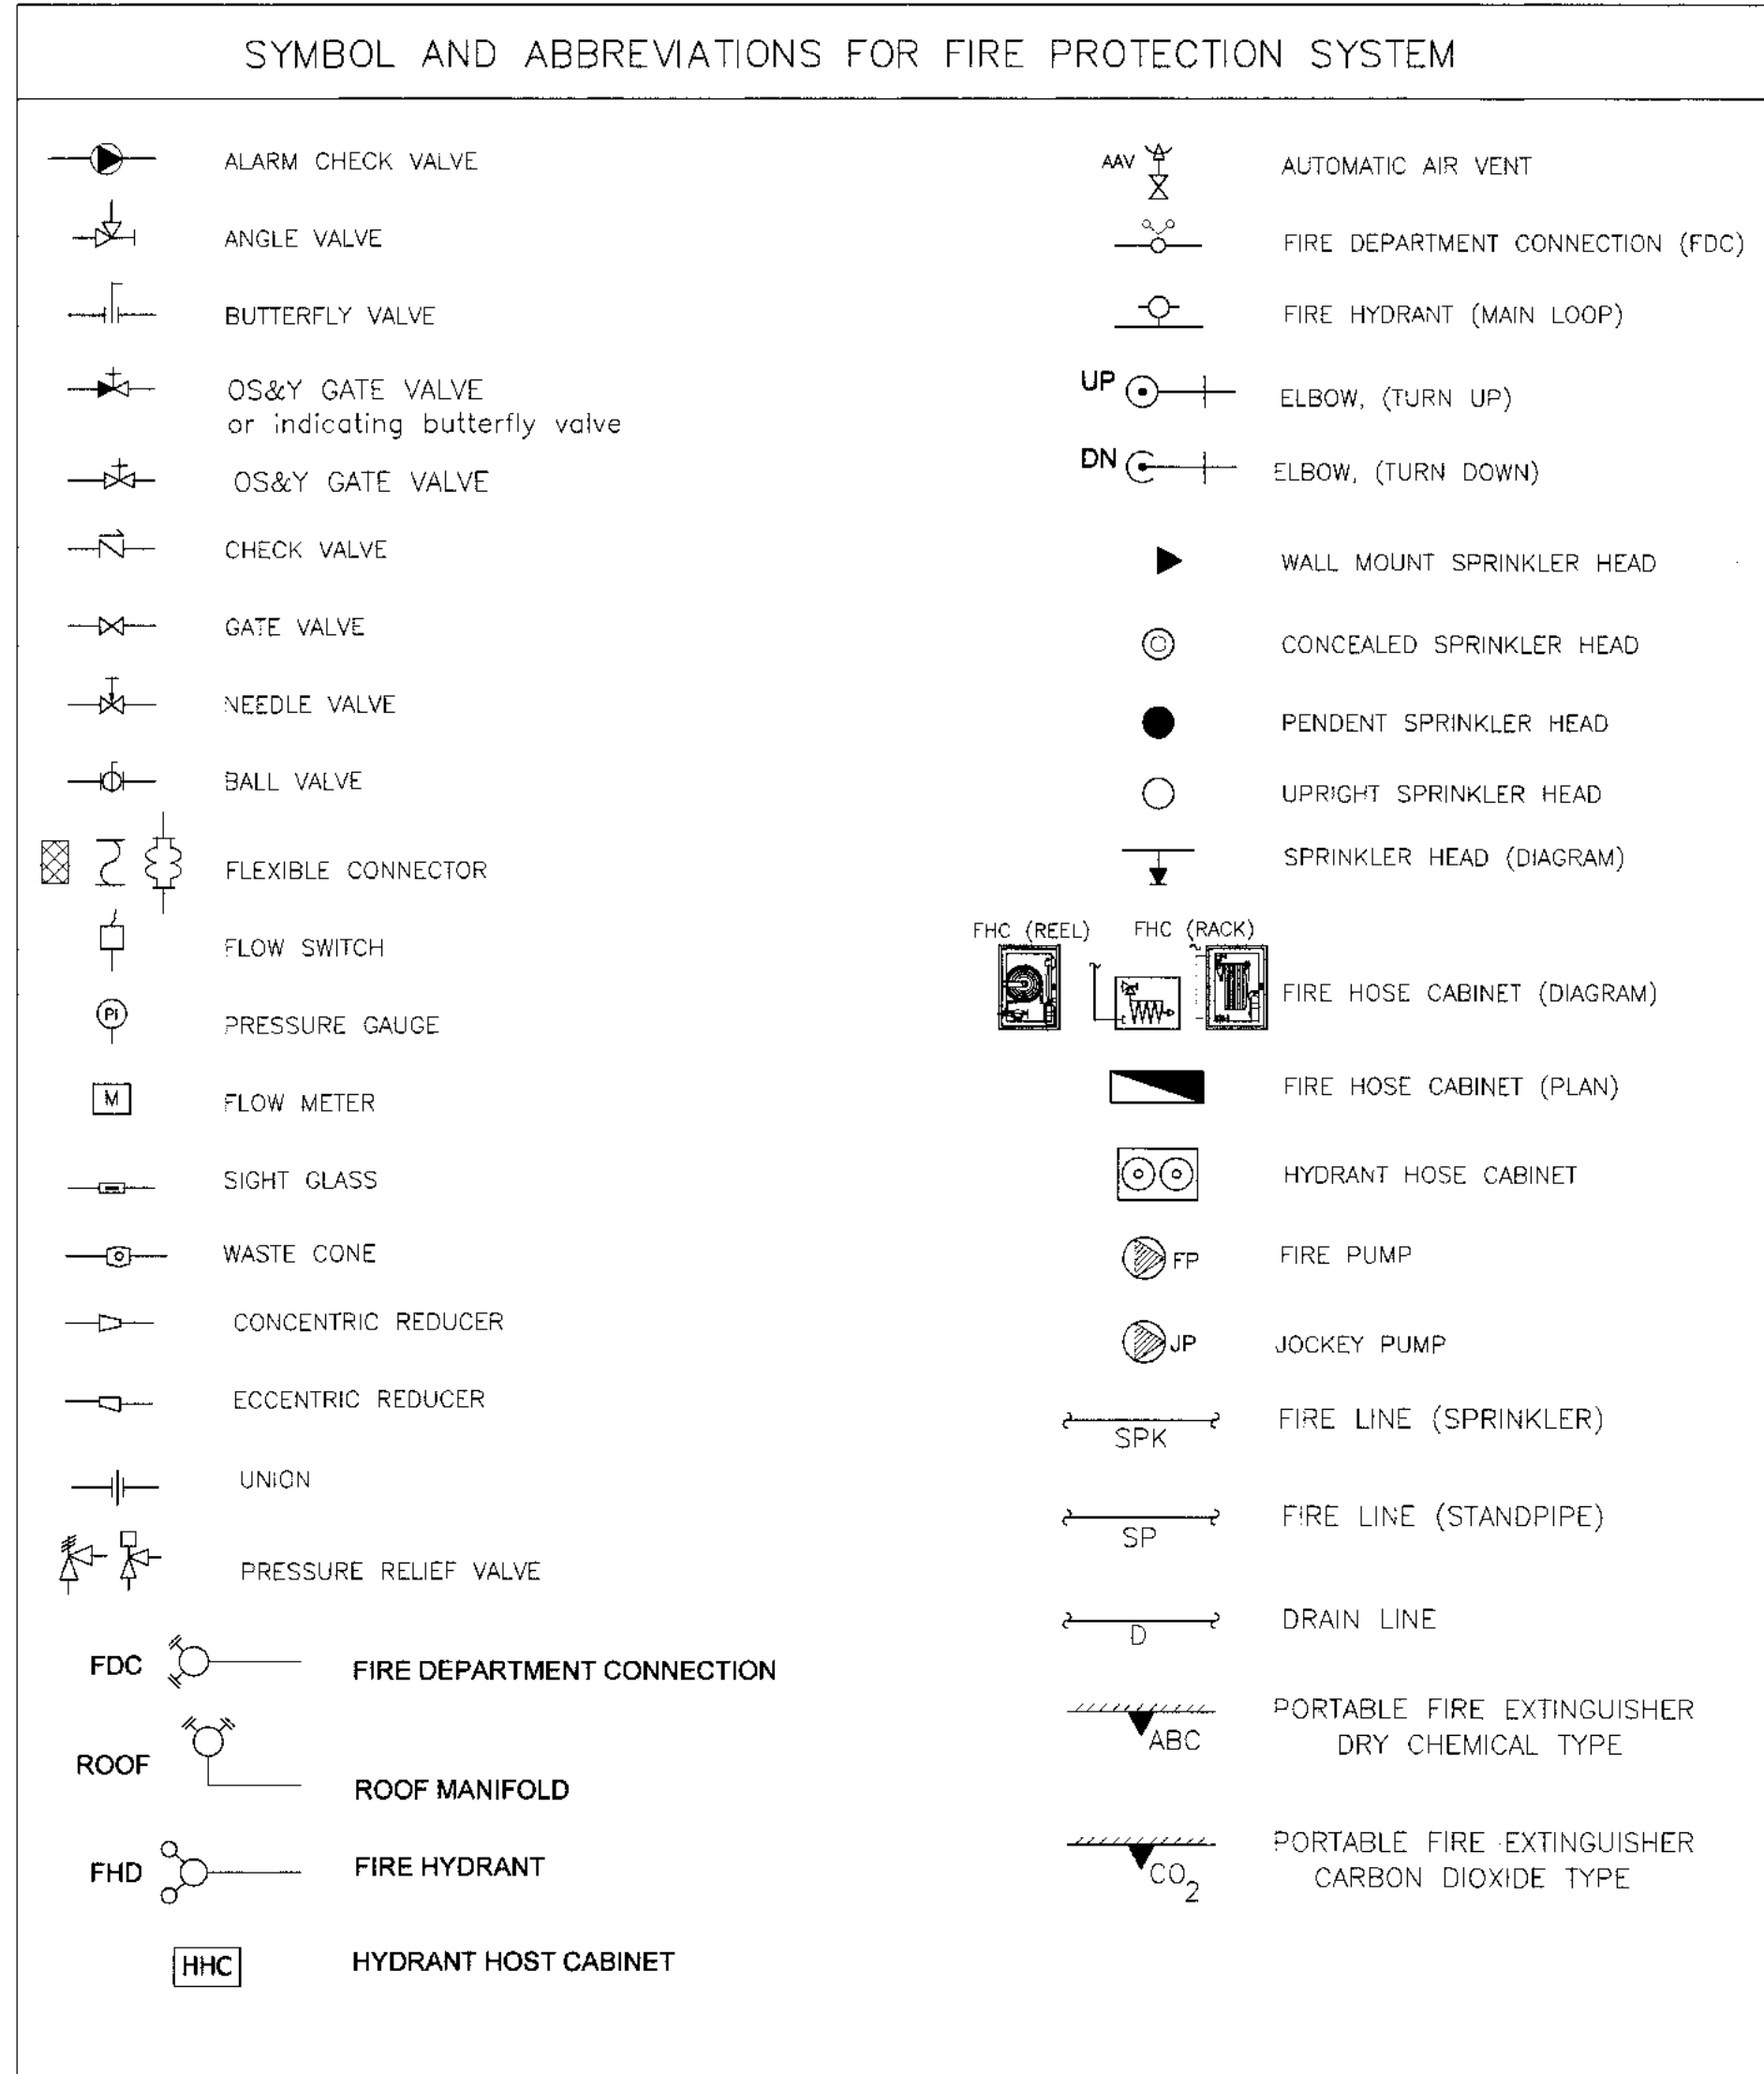 SYMBOL AND ABBREVIATIONS FOR FIRE PROTECTION SYSTEM
ALARM CHECK VALVE
ANGLE VALVE
BUTTERFLY VALVE
OS&Y GATE VALVE
or indicating butterfly valve
OS&Y GATE VALVE
CHECK VALVE
GATE VALVE
NEEDLE VALVE
BALL VALVE
FLEXIBLE CONNECTOR
FLOW SWITCH
PI PRESSURE GAUGE
M FLOW METER
SIGHT GLASS
WASTE CONE
CONCENTRIC REDUCER
ECCENTRIC REDUCER
UNION
PRESSURE RELIEF VALVE
FDC FIRE DEPARTMENT CONNECTION
ROOF
ROOF MANIFOLD
FHD FIRE HYDRANT
HHC HYDRANT HOST CABINET
AAV AUTOMATIC AIR VENT
FIRE DEPARTMENT CONNECTION (FDC)
FIRE HYDRANT (MAIN LOOP)
UP ELBOW, (TURN UP)
DN ELBOW, (TURN DOWN)
WALL MOUNT SPRINKLER HEAD
CONCEALED SPRINKLER HEAD
PENDENT SPRINKLER HEAD
UPRIGHT SPRINKLER HEAD
SPRINKLER HEAD (DIAGRAM)
FHC (REEL) FHC (RACK)
FIRE HOSE CABINET (DIAGRAM)
FIRE HOSE CABINET (PLAN)
HYDRANT HOSE CABINET
FP FIRE PUMP
JP JOCKEY PUMP
FIRE LINE (SPRINKLER)
SPK
FIRE LINE (STANDPIPE)
SP
DRAIN LINE
D
PORTABLE FIRE EXTINGUISHER
ABC DRY CHEMICAL TYPE
PORTABLE FIRE EXTINGUISHER
CO2 CARBON DIOXIDE TYPE